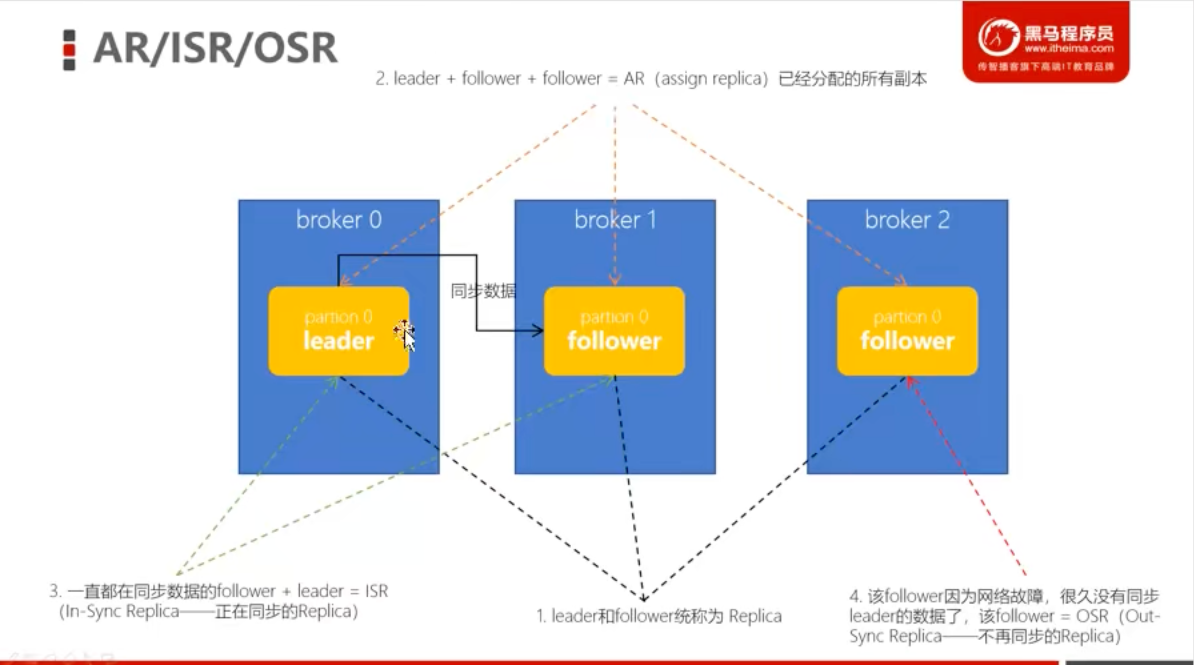 AR/ISR/OSR
黑马程序员
www.itheima.com
传智播客旗下高端IT教育品牌
2. leader + follower + follower = AR（assign replica）已经分配的所有副本
broker 0
broker 1
broker 2
同步数据
partion 0
leader
partion 0
follower
partion 0
follower
3. 一直都在同步数据的follower + leader = ISR
（In-Sync Replica——正在同步的Replica）
1. leader和follower统称为 Replica
4. 该follower因为网络故障，很久没有同步
leader的数据了，该follower = OSR（Out-
Sync Replica——不再同步的Replica）